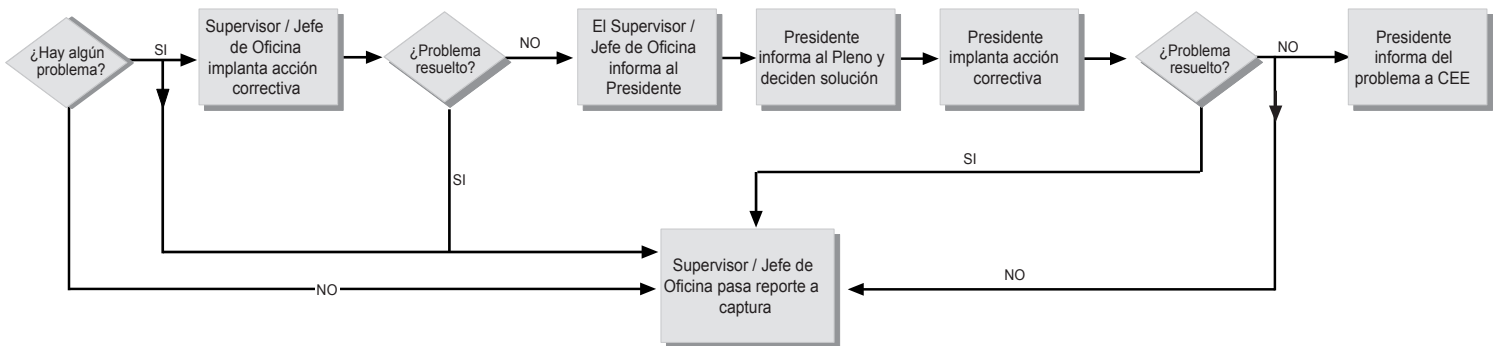 ¿Hay algún
problema?
SI
Supervisor / Jefe
de Oficina
implanta acción
correctiva
¿Problema
resuelto?
NO
El Supervisor /
Jefe de Oficina
informa al
Presidente
Presidente
informa al Pleno y
deciden solución
Presidente
implanta acción
correctiva
¿Problema
resuelto?
NO
Presidente
informa del
problema a CEE
SI
SI
Supervisor / Jefe de
Oficina pasa reporte a
captura
NO
NO